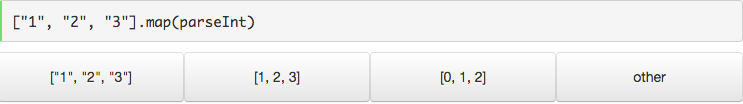 ["1", "2", "3"].map(parseInt)
["1", "2", "3"] [1, 2, 3] [0, 1, 2] other